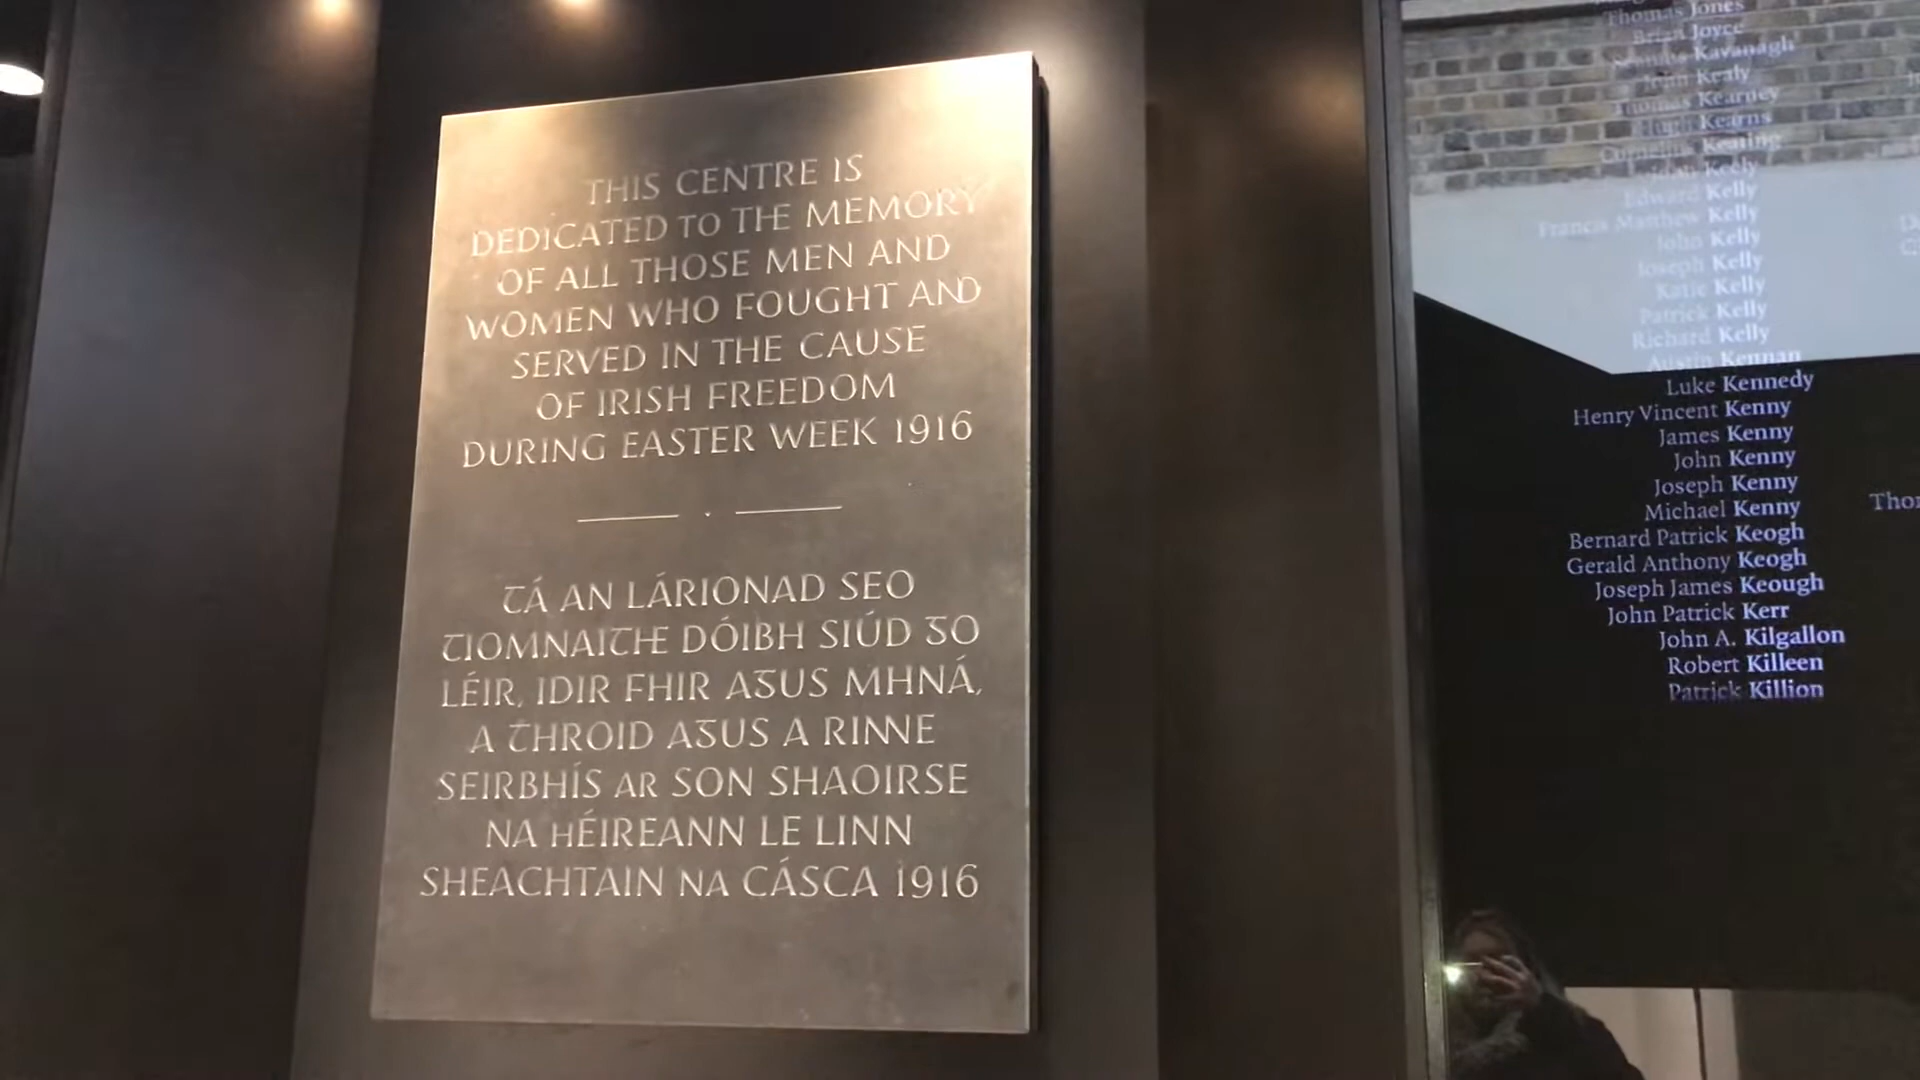 THIS CENTRE IS
DEDICATED TO THE MEMORY
OF ALL THOSE MEN AND
WOMEN WHO FOUGHT AND
SERVED IN THE CAUSE
OF IRISH FREEDOM
DURING EASTER WEEK 1916
TÁ AN LÁRIONAD SEO
TIOMNAITHE DÓIBH SIÚD GO
LÉIR, IDIR FHIR AGUS MHNÁ,
A THROID AGUS A RINNE
SEIRBHÍS AR SON SHAOIRSE
NA HÉIREANN LE LINN
SHEACHTAIN NA CÁSCA 1916
Thomas Jones
Brian Joyce
Kavanagh
John Kealy
Thomas Kearney
Hugh Kearns
Cornelius Keating
Keely
Edward Kelly
Francis Matthew Kelly
John Kelly
Joseph Kelly
Katie Kelly
Patrick Kelly
Richard Kelly
Austin Kennan
Luke Kennedy
Henry Vincent Kenny
James Kenny
John Kenny
Joseph Kenny
Michael Kenny
Bernard Patrick Keogh
Gerald Anthony Keogh
Joseph James Keough
John Patrick Kerr
John A. Kilgallon
Robert Killeen
Patrick Killion